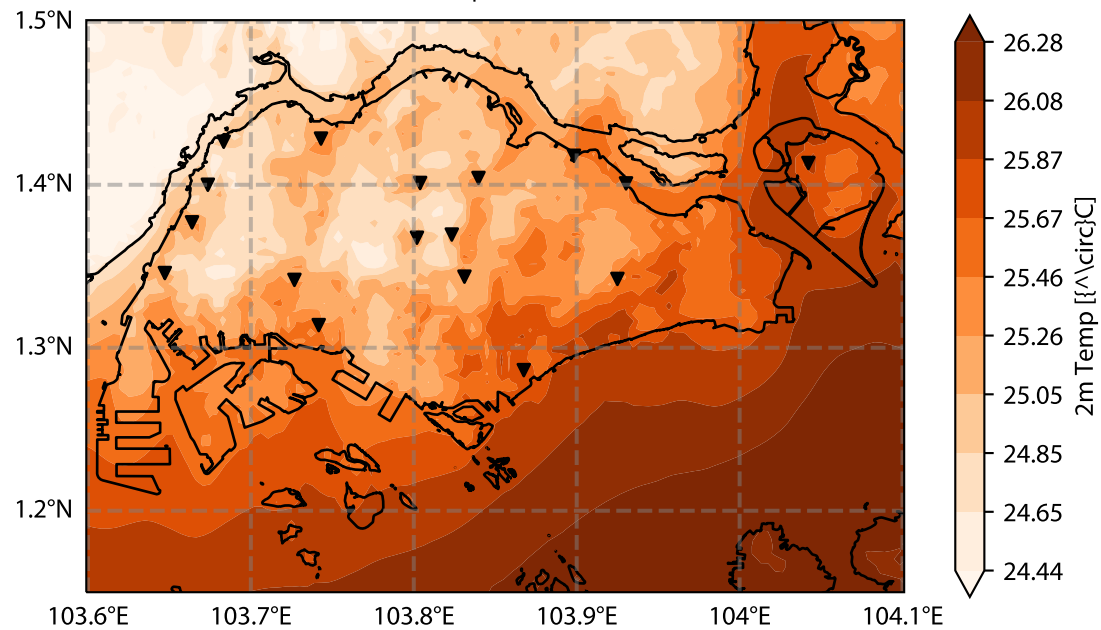 1.5°N
1.4°N
1.3°N
1.2°N
103.6°E
103.7°E
103.8°E
103.9°E
104°E
104.1°E
26.28
26.08
25.87
25.67
25.46
25.26
25.05
24.85
24.65
24.44
2m Temp [{^\circ}C]